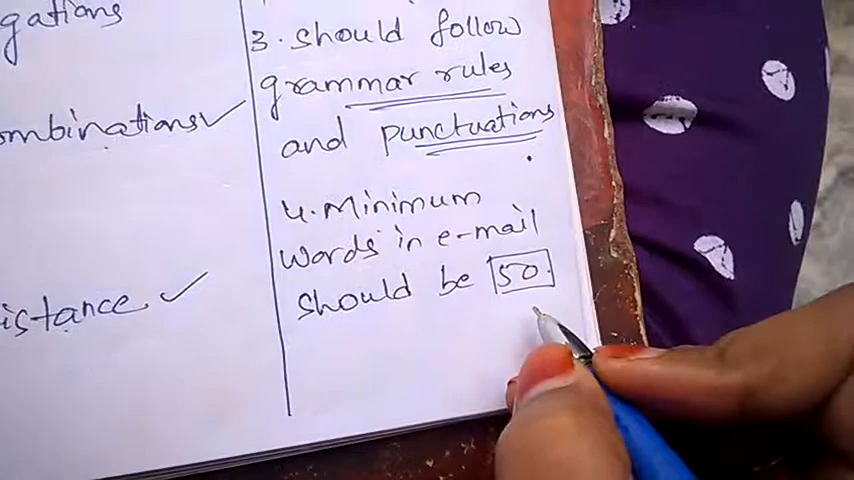 gations
ombinations ✓
istance. ✓
3. should follow
grammar rules
and punctuations
.
4. Minimum
words in e-mail
should be 50.